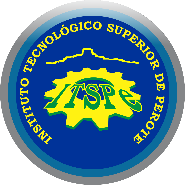 INSTITUTO TECNOLÓGICO SUPERIOR DE PEROTE
ITSPe